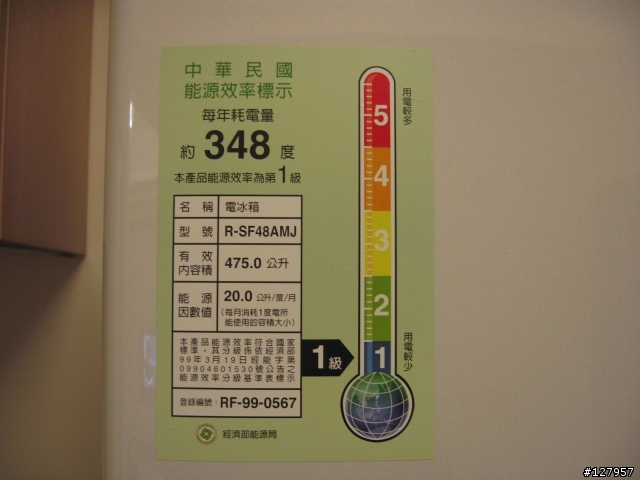 中華民國
能源效率標示
每年耗電量
約 348 度
本產品能源效率為第1級
名稱 電冰箱
型號 R-SF48AMJ
有效內容積 475.0 公升
能源因數值 20.0 公升/度/月
(每月消耗1度電所
能使用的容積大小)
本產品能源效率符合國家
標準，其分級係依經濟部
99年3月19日經能字第
09904601530號公告之
能源效率分級基準表標示
登錄編號：RF-99-0567
經濟部能源局
用電較多
5
4
3
2
1
用電較少
1級
#127957